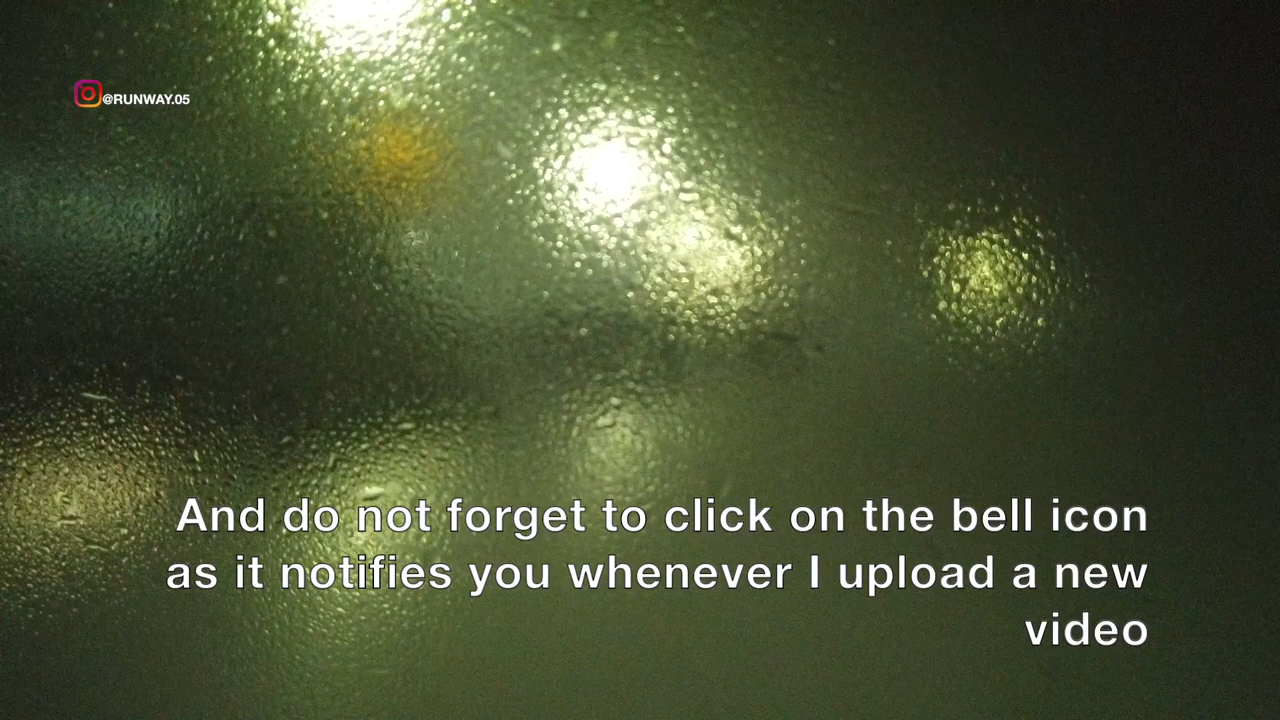 @RUNWAY.05
And do not forget to click on the bell icon
as it notifies you whenever I upload a new
video